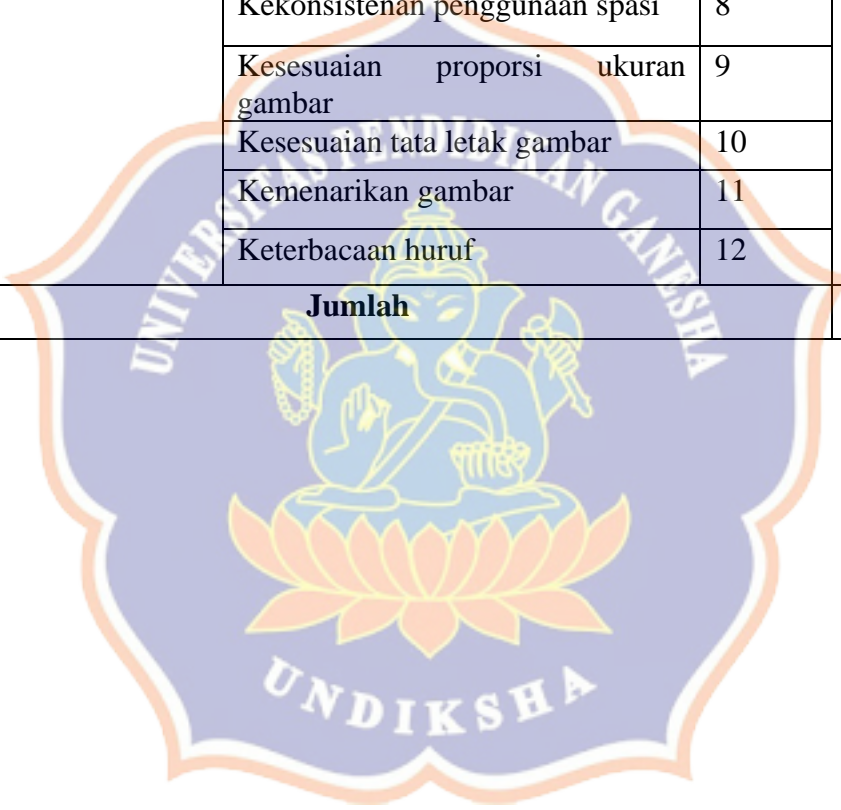 Kekonsistenan penggunaan spasi 8
Kesesuaian proporsi ukuran 9
gambar
Kesesuaian tata letak gambar 10
Kemenarikan gambar 11
Keterbacaan huruf 12
Jumlah
UNIVERSITAS PENDIDIKAN GANESHA
UNDIKSHA